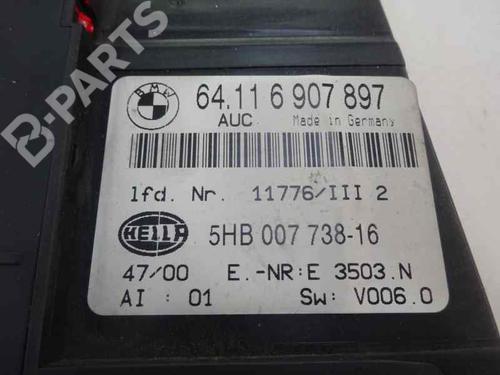 B-PARTS
BMW
64.11 6 907 897
AUC Made in Germany
lfd. Nr. 11776/III 2
HELLA 5HB 007 738-16
47/00 E.-NR:E 3503.N
AI : 01 Sw: V006.0